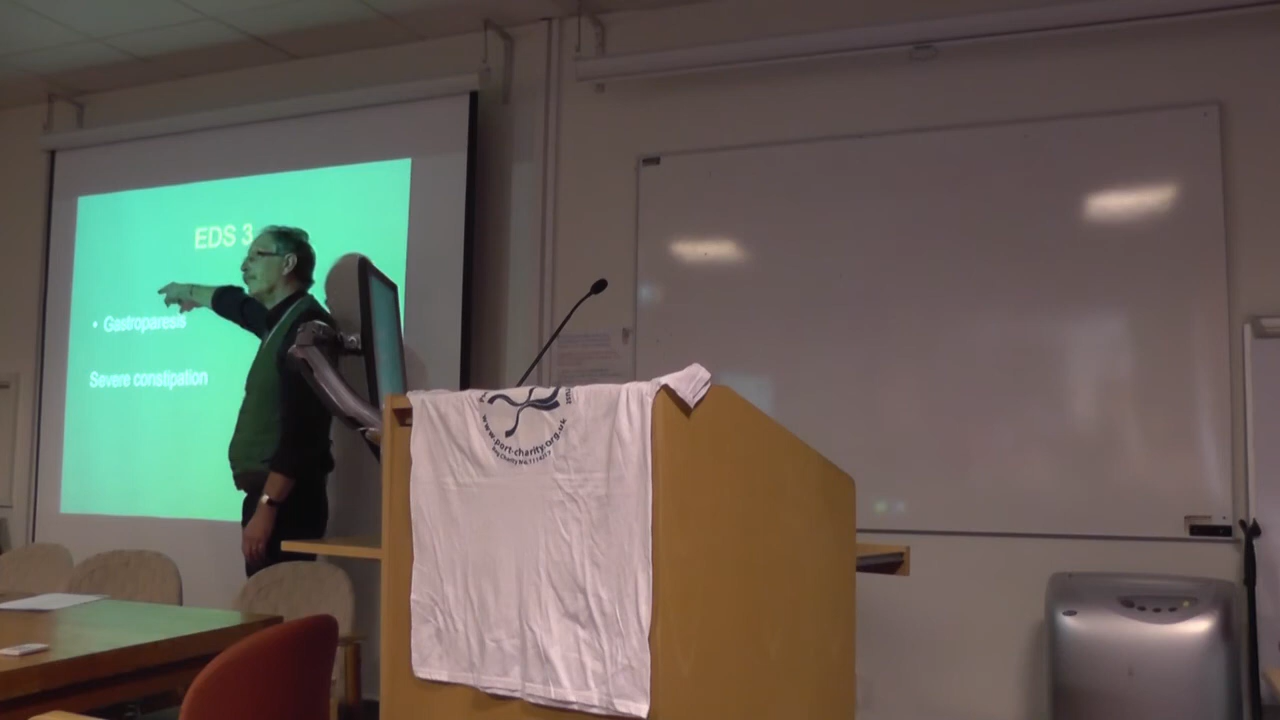 EDS 3
• Gastroparesis
Severe constipation
www.port-charity.org.uk